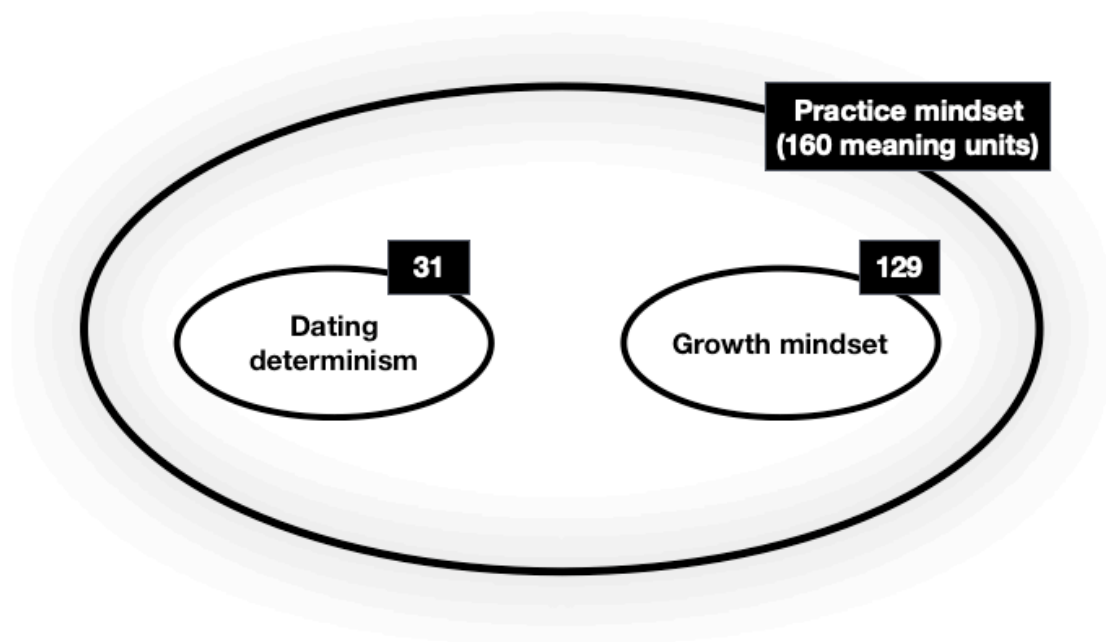 Practice mindset
(160 meaning units)
31
Dating
determinism
129
Growth mindset